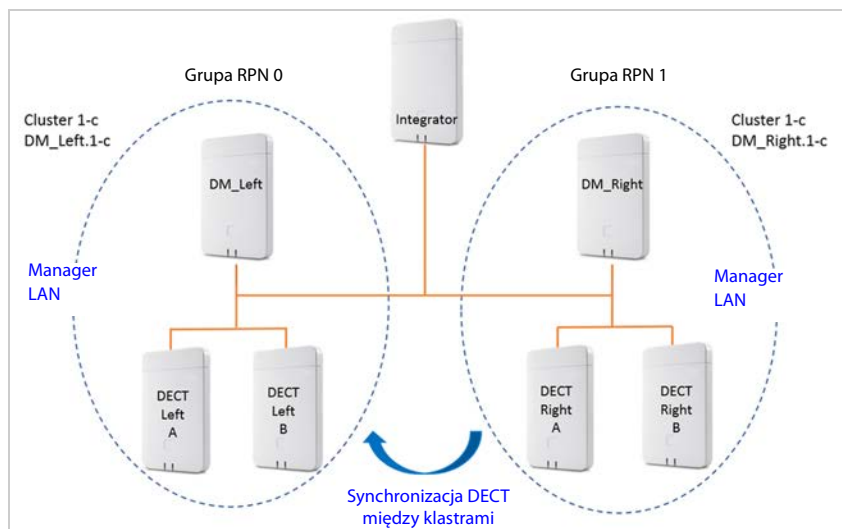 Grupa RPN 0
Grupa RPN 1
Integrator
Cluster 1-c
DM_Left.1-c
Cluster 1-c
DM_Right.1-c
DM_Left
DM_Right
Manager
LAN
Manager
LAN
DECT
Left
A
DECT
Left
B
DECT
Right
A
DECT
Right
B
Synchronizacja DECT
między klastrami